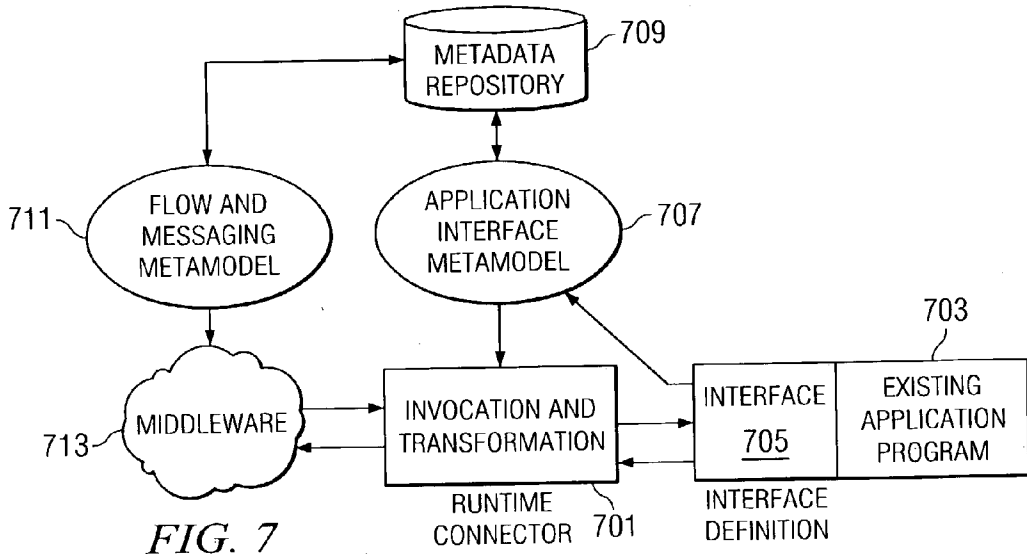 METADATA
REPOSITORY
709
711
FLOW AND
MESSAGING
METAMODEL
APPLICATION
INTERFACE
METAMODEL
707
703
MIDDLEWARE
713
INVOCATION AND
TRANSFORMATION
INTERFACE
705
EXISTING
APPLICATION
PROGRAM
RUNTIME
CONNECTOR
701
INTERFACE
DEFINITION
FIG. 7